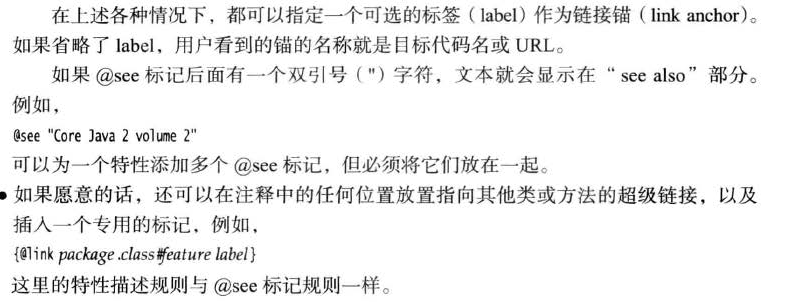 在上述各种情况下，都可以指定一个可选的标签（label）作为链接锚（link anchor）。
如果省略了 label，用户看到的锚的名称就是目标代码名或 URL。
如果 @see 标记后面有一个双引号（"）字符，文本就会显示在“see also”部分。
例如，
@see "Core Java 2 volume 2"
可以为一个特性添加多个 @see 标记，但必须将它们放在一起。
• 如果愿意的话，还可以在注释中的任何位置放置指向其他类或方法的超级链接，以及
插入一个专用的标记，例如，
{@link package.class#feature label}
这里的特性描述规则与 @see 标记规则一样。